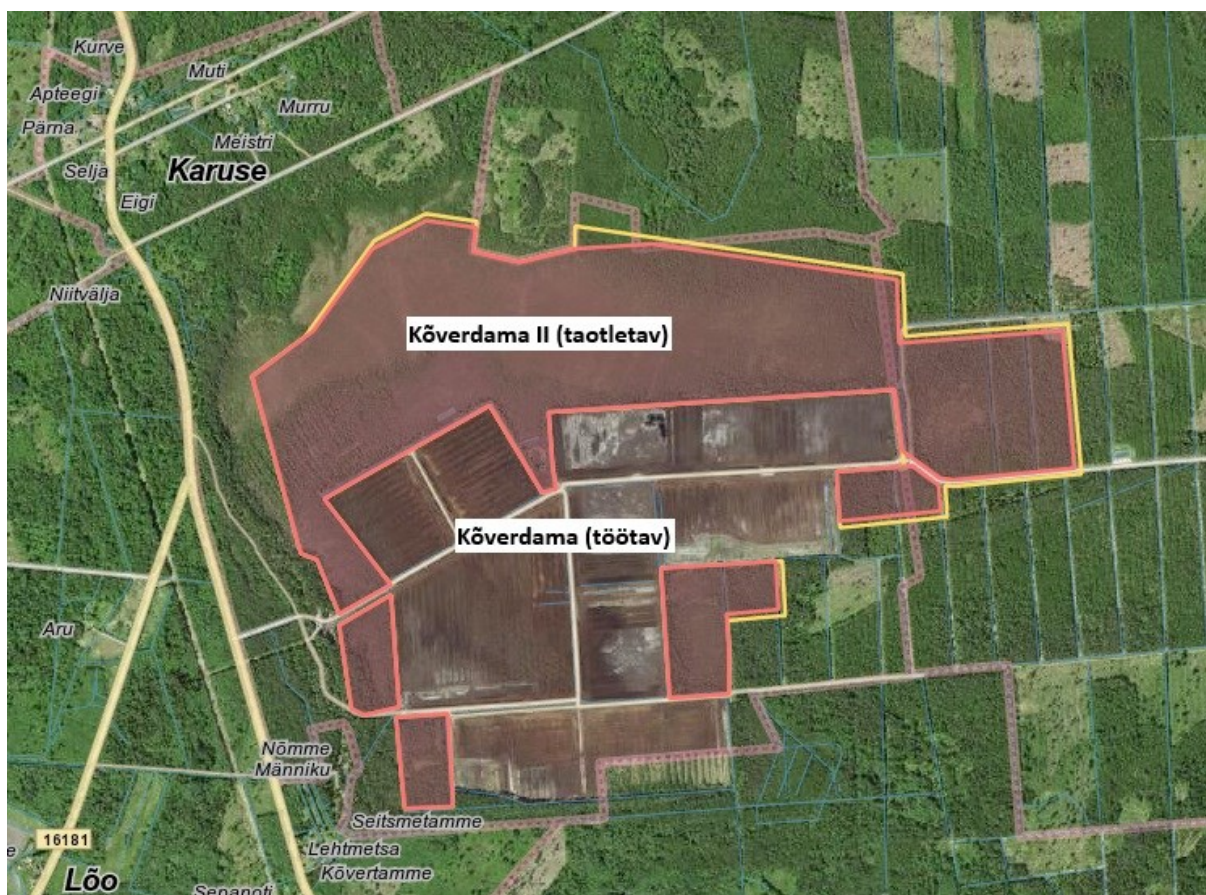 Kurve
Muti
Apteegi
Murru
Pärna
Meistri
Selja
Karuse
Eigi
Niitvälja
Kõverdama II (taotletav)
Kõverdama (töötav)
Aru
Nõmme
Männiku
Seitsmetamme
16181
Lehtmetsa
e
Kõvertamme
Lõo